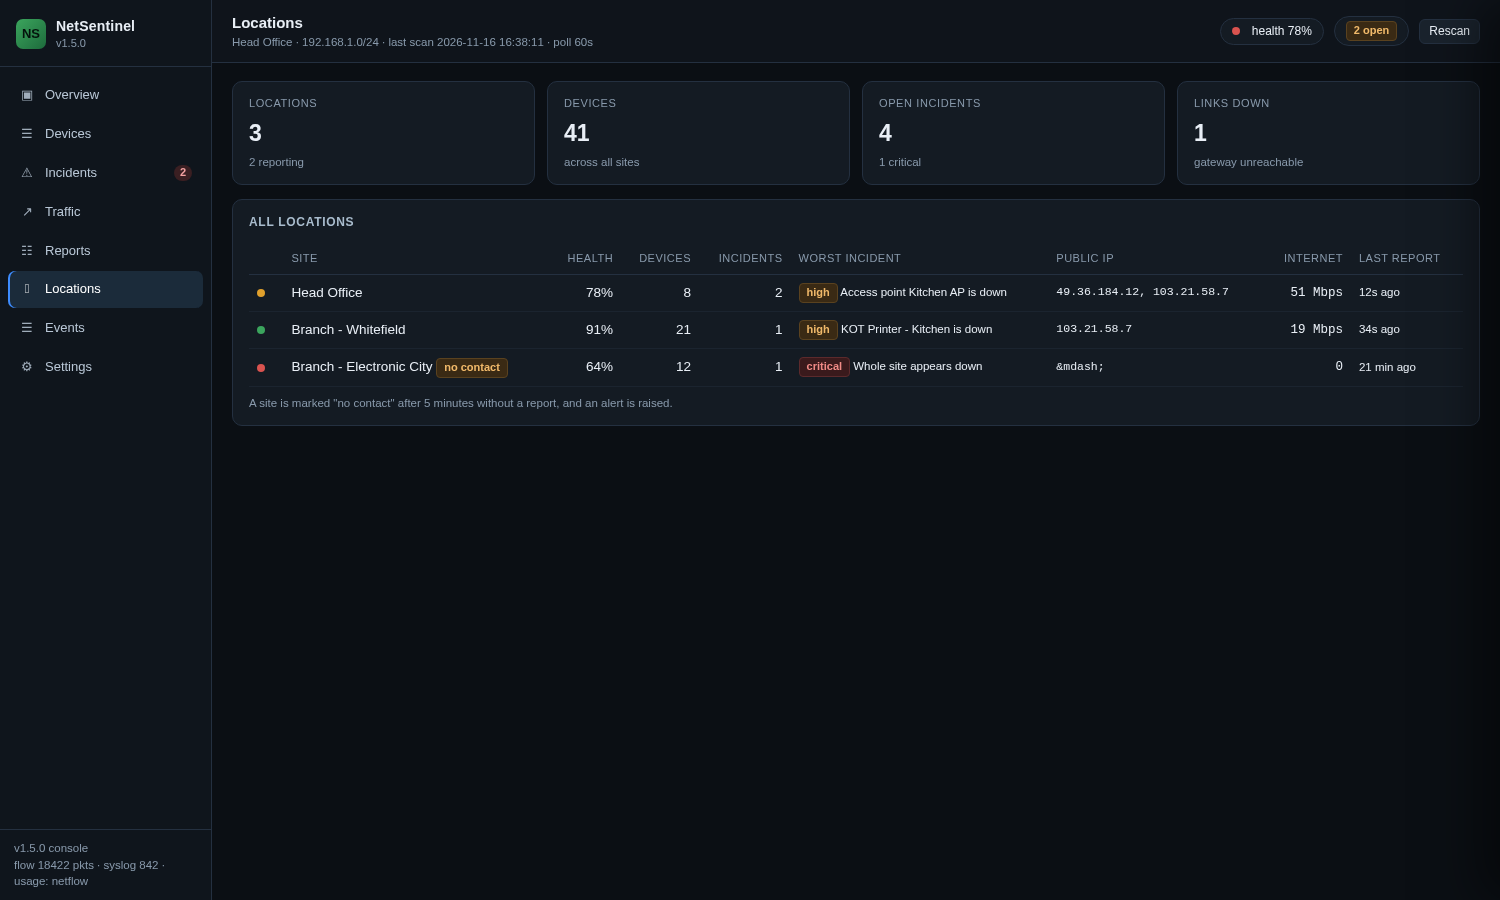 NS
NetSentinel
v1.5.0
Overview
Devices
Incidents 2
Traffic
Reports
Locations
Events
Settings
v1.5.0 console
flow 18422 pkts · syslog 842 ·
usage: netflow
Locations
Head Office · 192.168.1.0/24 · last scan 2026-11-16 16:38:11 · poll 60s
health 78%
2 open
Rescan
LOCATIONS
3
2 reporting
DEVICES
41
across all sites
OPEN INCIDENTS
4
1 critical
LINKS DOWN
1
gateway unreachable
ALL LOCATIONS
SITE HEALTH DEVICES INCIDENTS WORST INCIDENT PUBLIC IP INTERNET LAST REPORT
Head Office 78% 8 2 high Access point Kitchen AP is down 49.36.184.12, 103.21.58.7 51 Mbps 12s ago
Branch - Whitefield 91% 21 1 high KOT Printer - Kitchen is down 103.21.58.7 19 Mbps 34s ago
Branch - Electronic City no contact 64% 12 1 critical Whole site appears down &mdash; 0 21 min ago
A site is marked "no contact" after 5 minutes without a report, and an alert is raised.